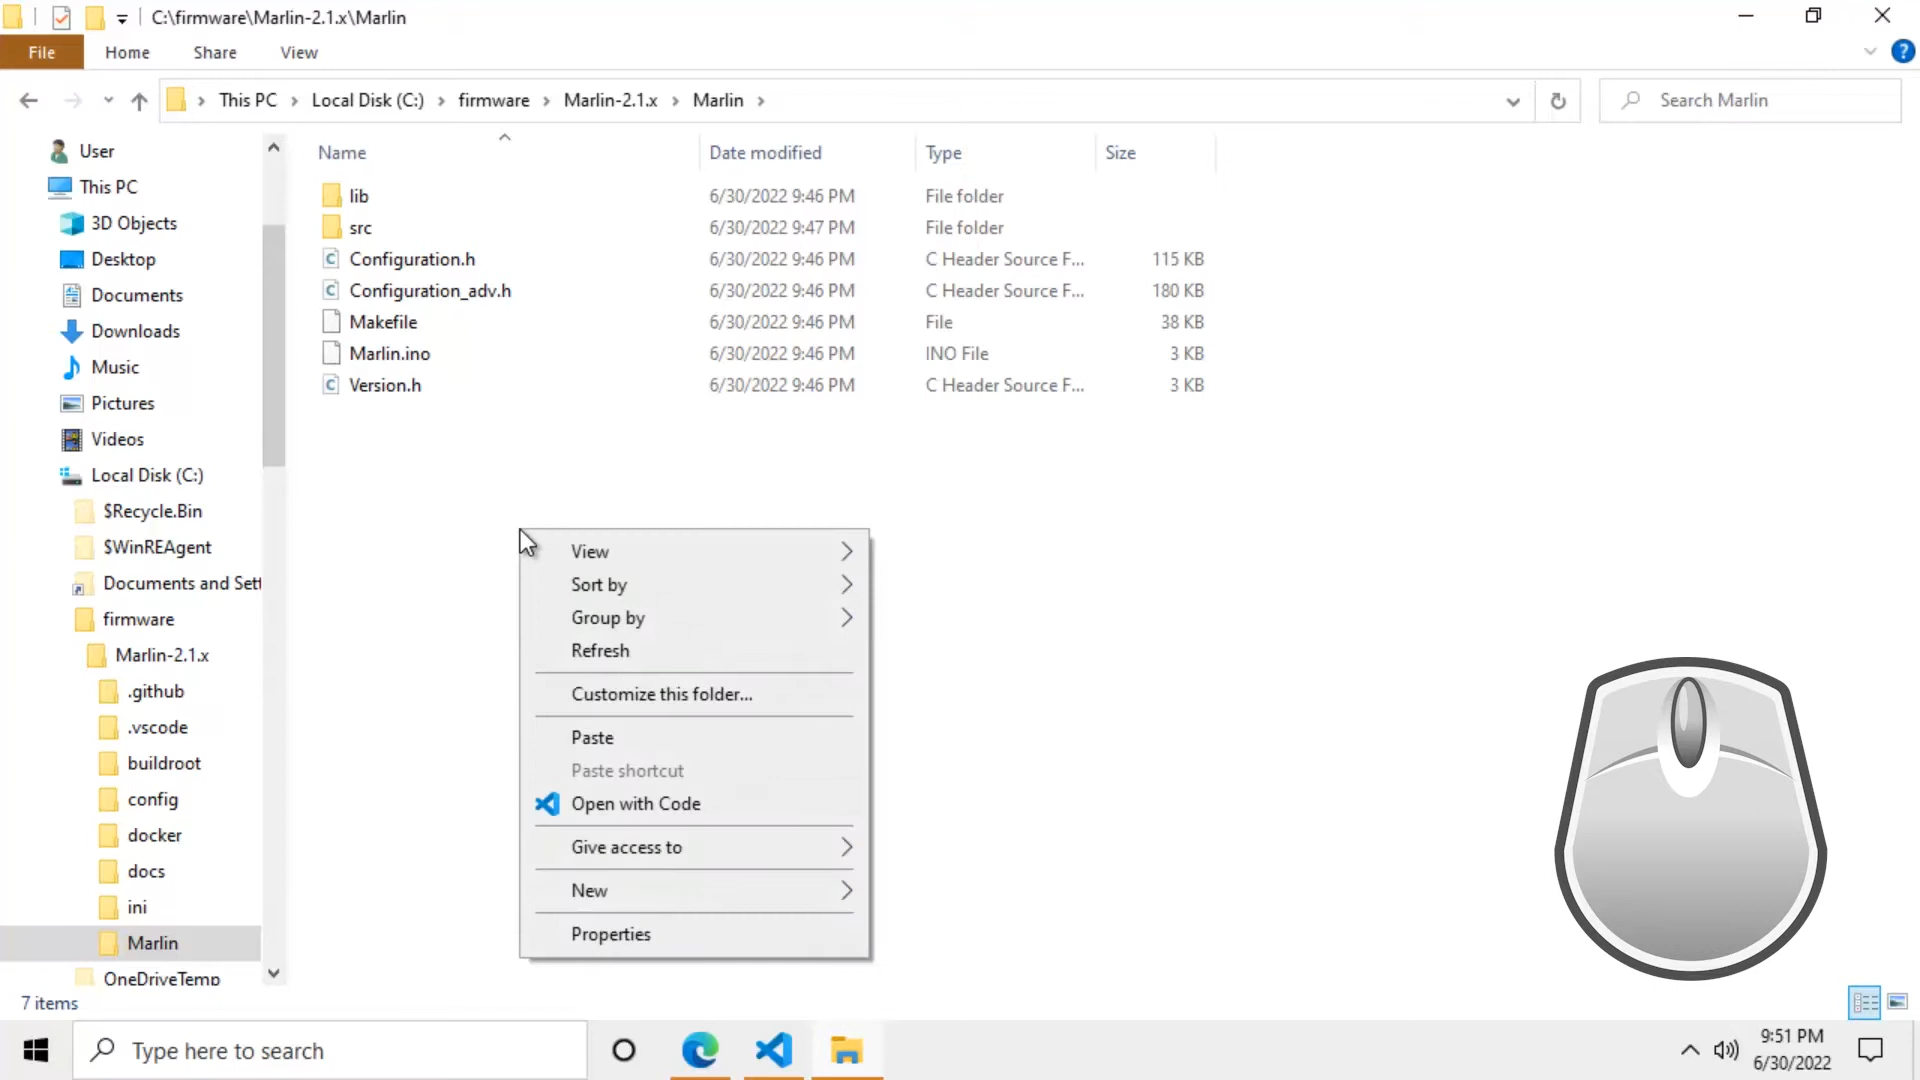 C:\firmware\Marlin-2.1.x\Marlin
File Home Share View
This PC Local Disk (C:) firmware Marlin-2.1.x Marlin
Search Marlin
User
This PC
3D Objects
Desktop
Documents
Downloads
Music
Pictures
Videos
Local Disk (C:)
$Recycle.Bin
$WinREAgent
Documents and Sett
firmware
Marlin-2.1.x
.github
.vscode
buildroot
config
docker
docs
ini
Marlin
OneDriveTemp
Name Date modified Type Size
lib 6/30/2022 9:46 PM File folder
src 6/30/2022 9:47 PM File folder
Configuration.h 6/30/2022 9:46 PM C Header Source F... 115 KB
Configuration_adv.h 6/30/2022 9:46 PM C Header Source F... 180 KB
Makefile 6/30/2022 9:46 PM File 38 KB
Marlin.ino 6/30/2022 9:46 PM INO File 3 KB
Version.h 6/30/2022 9:46 PM C Header Source F... 3 KB
View
Sort by
Group by
Refresh
Customize this folder...
Paste
Paste shortcut
Open with Code
Give access to
New
Properties
7 items
Type here to search
9:51 PM
6/30/2022